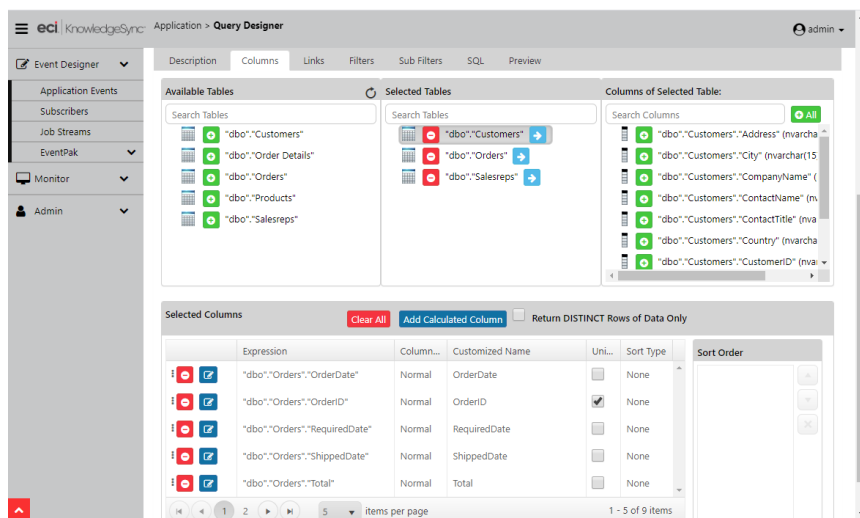 eci KnowledgeSync
Application > Query Designer
admin
Event Designer
Application Events
Subscribers
Job Streams
EventPak
Monitor
Admin
Description Columns Links Filters Sub Filters SQL Preview
Available Tables
Search Tables
"dbo"."Customers"
"dbo"."Order Details"
"dbo"."Orders"
"dbo"."Products"
"dbo"."Salesreps"
Selected Tables
Search Tables
"dbo"."Customers"
"dbo"."Orders"
"dbo"."Salesreps"
Columns of Selected Table:
Search Columns
All
"dbo"."Customers"."Address" (nvarcha
"dbo"."Customers"."City" (nvarchar(15
"dbo"."Customers"."CompanyName" (
"dbo"."Customers"."ContactName" (nv
"dbo"."Customers"."ContactTitle" (nva
"dbo"."Customers"."Country" (nvarcha
"dbo"."Customers"."CustomerID" (nva
Selected Columns Clear All Add Calculated Column Return DISTINCT Rows of Data Only
Expression Column... Customized Name Uni... Sort Type
"dbo"."Orders"."OrderDate" Normal OrderDate None
"dbo"."Orders"."OrderID" Normal OrderID None
"dbo"."Orders"."RequiredDate" Normal RequiredDate None
"dbo"."Orders"."ShippedDate" Normal ShippedDate None
"dbo"."Orders"."Total" Normal Total None
1 2 5 items per page 1 - 5 of 9 items
Sort Order